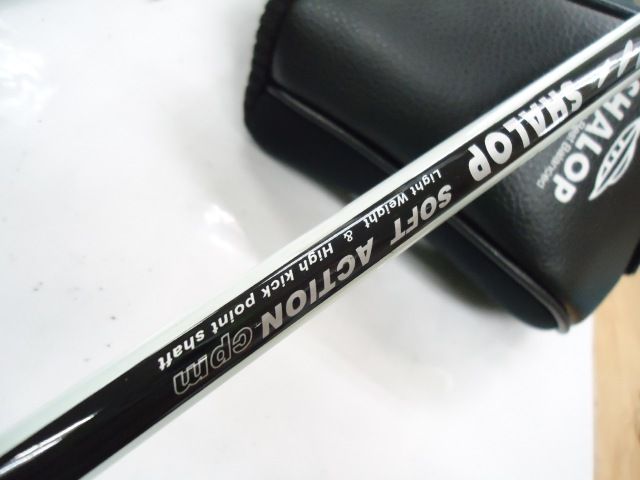 SHALOP
SOFT ACTION cpm
Light Weight & High kick point shaft
SHALOP